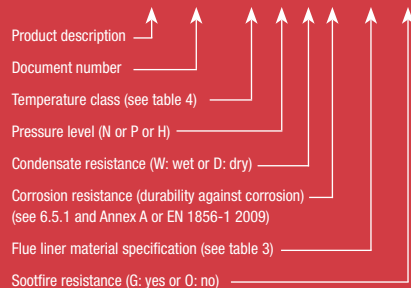 Product description
Document number
Temperature class (see table 4)
Pressure level (N or P or H)
Condensate resistance (W: wet or D: dry)
Corrosion resistance (durability against corrosion)
(see 6.5.1 and Annex A or EN 1856-1 2009)
Flue liner material specification (see table 3)
Sootfire resistance (G: yes or O: no)